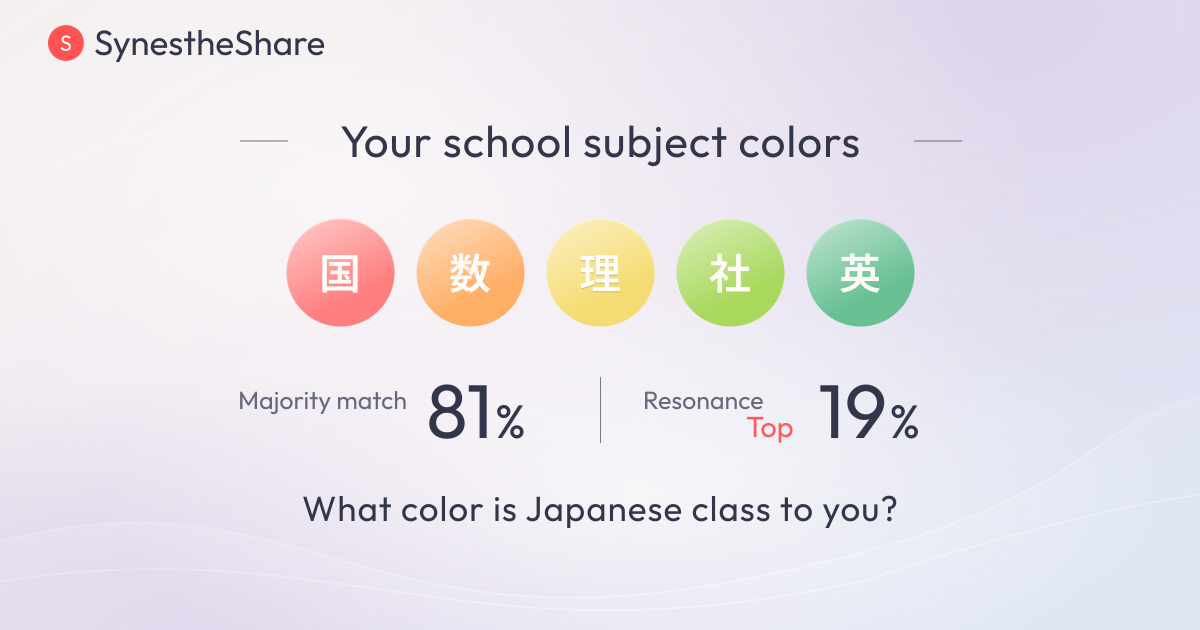 S SynestheShare
Your school subject colors
国 数 理 社 英
Majority match 81% Resonance Top 19%
What color is Japanese class to you?